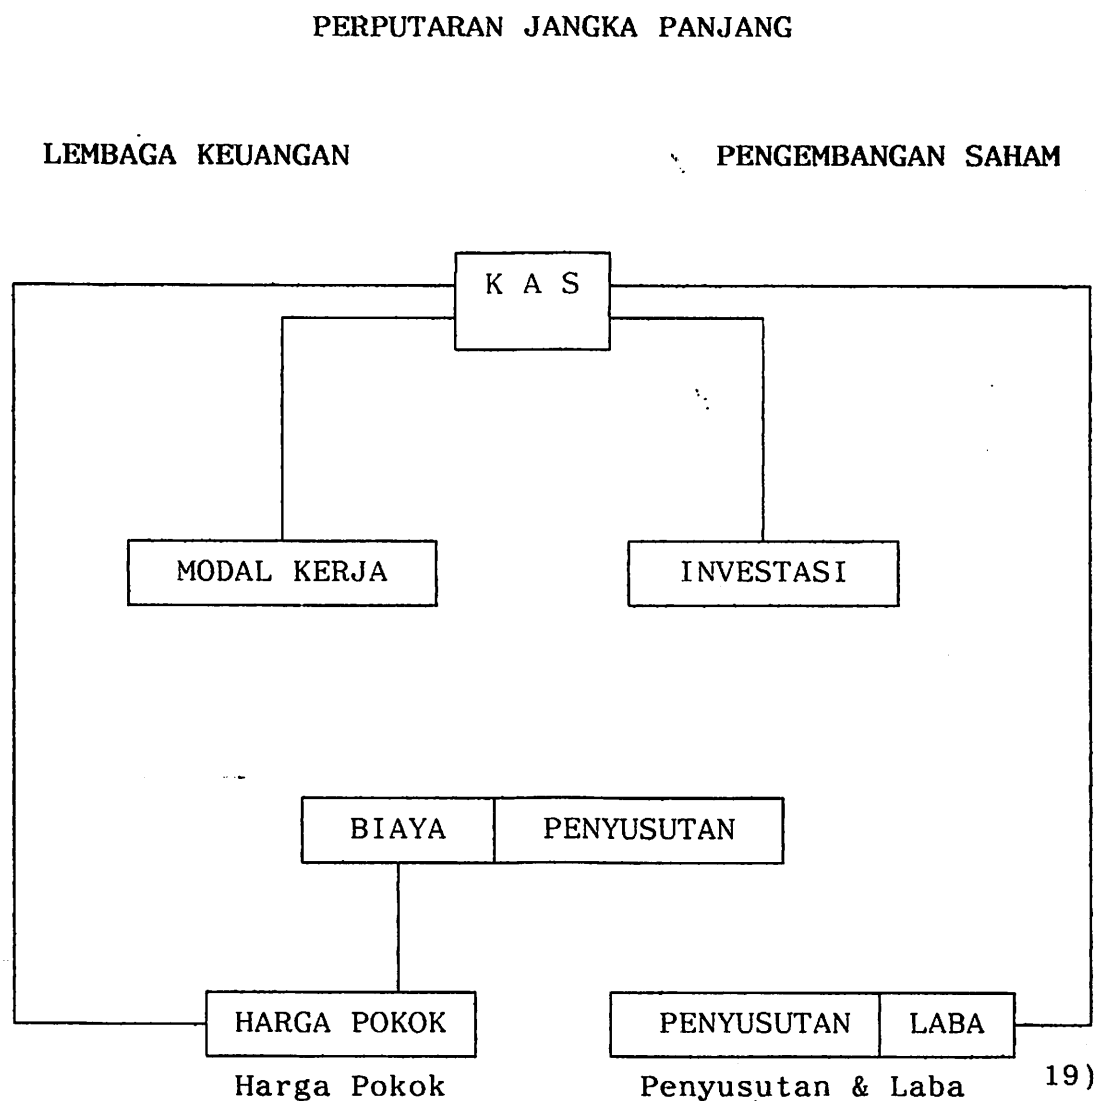 PERPUTARAN JANGKA PANJANG
LEMBAGA KEUANGAN PENGEMBANGAN SAHAM
K A S
MODAL KERJA INVESTASI
BIAYA PENYUSUTAN
HARGA POKOK PENYUSUTAN LABA
Harga Pokok Penyusutan & Laba 19)